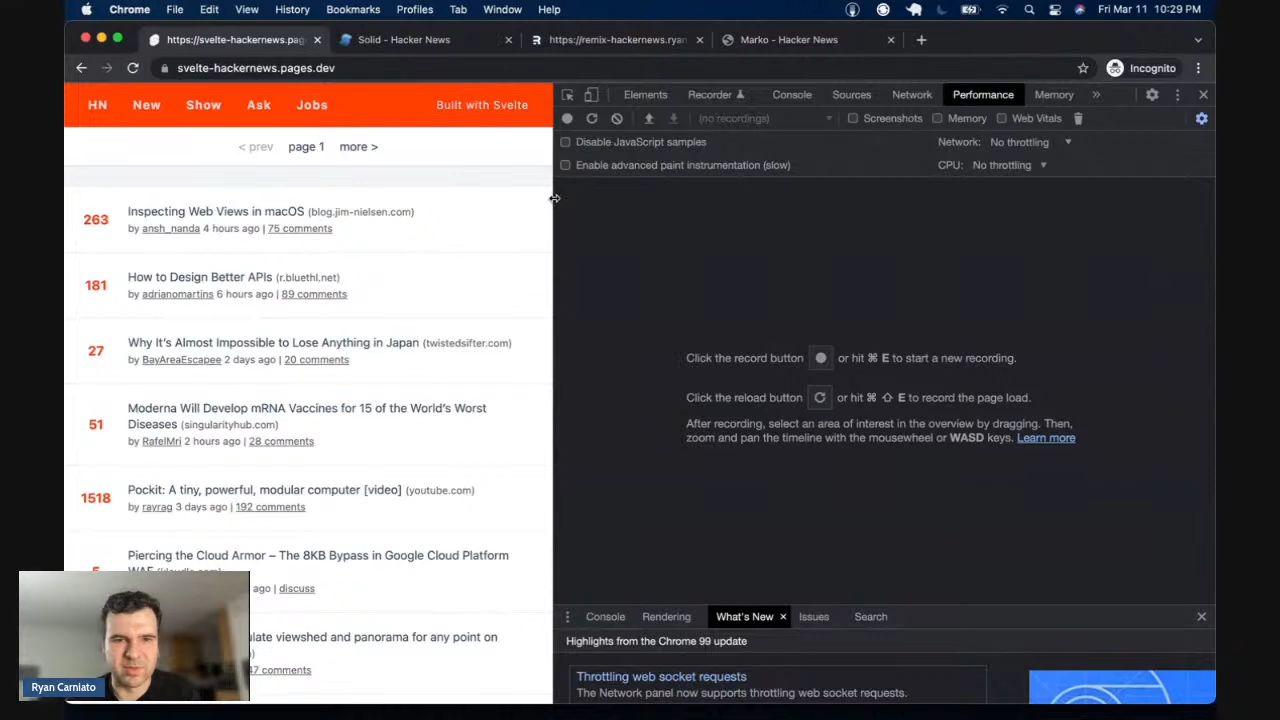 Chrome File Edit View History Bookmarks Profiles Tab Window Help Fri Mar 11 10:29 PM
https://svelte-hackernews.page Solid - Hacker News https://remix-hackernews.ryan Marko - Hacker News
svelte-hackernews.pages.dev Incognito
HN New Show Ask Jobs Built with Svelte
< prev page 1 more >
263 Inspecting Web Views in macOS (blog.jim-nielsen.com)
by ansh_nanda 4 hours ago | 75 comments
181 How to Design Better APIs (r.bluethl.net)
by adrianomartins 6 hours ago | 89 comments
27 Why It's Almost Impossible to Lose Anything in Japan (twistedsifter.com)
by BayAreaEscapee 2 days ago | 20 comments
51 Moderna Will Develop mRNA Vaccines for 15 of the World's Worst
Diseases (singularityhub.com)
by RafelMri 2 hours ago | 28 comments
1518 Pockit: A tiny, powerful, modular computer [video] (youtube.com)
by rayrag 3 days ago | 192 comments
Piercing the Cloud Armor – The 8KB Bypass in Google Cloud Platform
ago | discuss
ulate viewshed and panorama for any point on
47 comments
Ryan Carniato
Elements Recorder Console Sources Network Performance Memory »
(no recordings) Screenshots Memory Web Vitals
Disable JavaScript samples Network: No throttling
Enable advanced paint instrumentation (slow) CPU: No throttling
Click the record button or hit ⌘ E to start a new recording.
Click the reload button or hit ⌘ ⇧ E to record the page load.
After recording, select an area of interest in the overview by dragging. Then,
zoom and pan the timeline with the mousewheel or WASD keys. Learn more
Console Rendering What's New Issues Search
Highlights from the Chrome 99 update
Throttling web socket requests
The Network panel now supports throttling web socket requests.